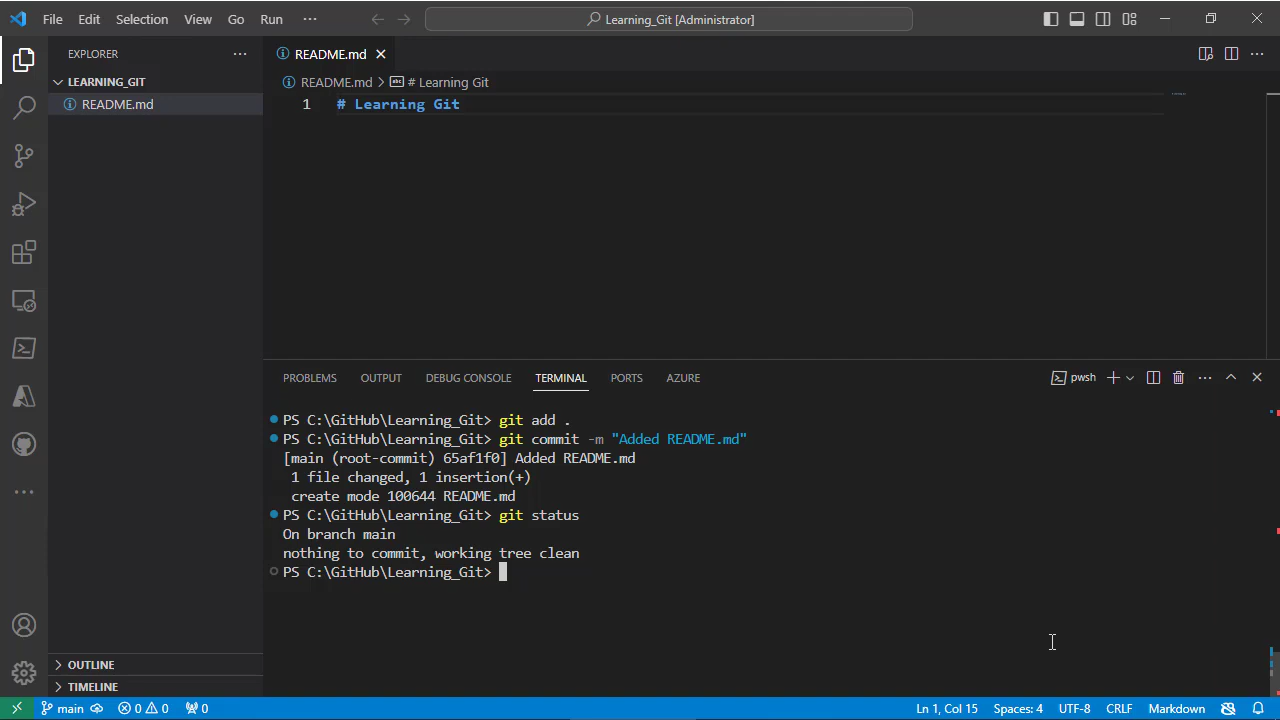 File Edit Selection View Go Run ···
Learning_Git [Administrator]
EXPLORER
LEARNING_GIT
README.md
OUTLINE
TIMELINE
README.md
README.md > # Learning Git
1 # Learning Git
PROBLEMS OUTPUT DEBUG CONSOLE TERMINAL PORTS AZURE
pwsh
PS C:\GitHub\Learning_Git> git add .
PS C:\GitHub\Learning_Git> git commit -m "Added README.md"
[main (root-commit) 65af1f0] Added README.md
1 file changed, 1 insertion(+)
create mode 100644 README.md
PS C:\GitHub\Learning_Git> git status
On branch main
nothing to commit, working tree clean
PS C:\GitHub\Learning_Git>
main 0 0 0 Ln 1, Col 15 Spaces: 4 UTF-8 CRLF Markdown